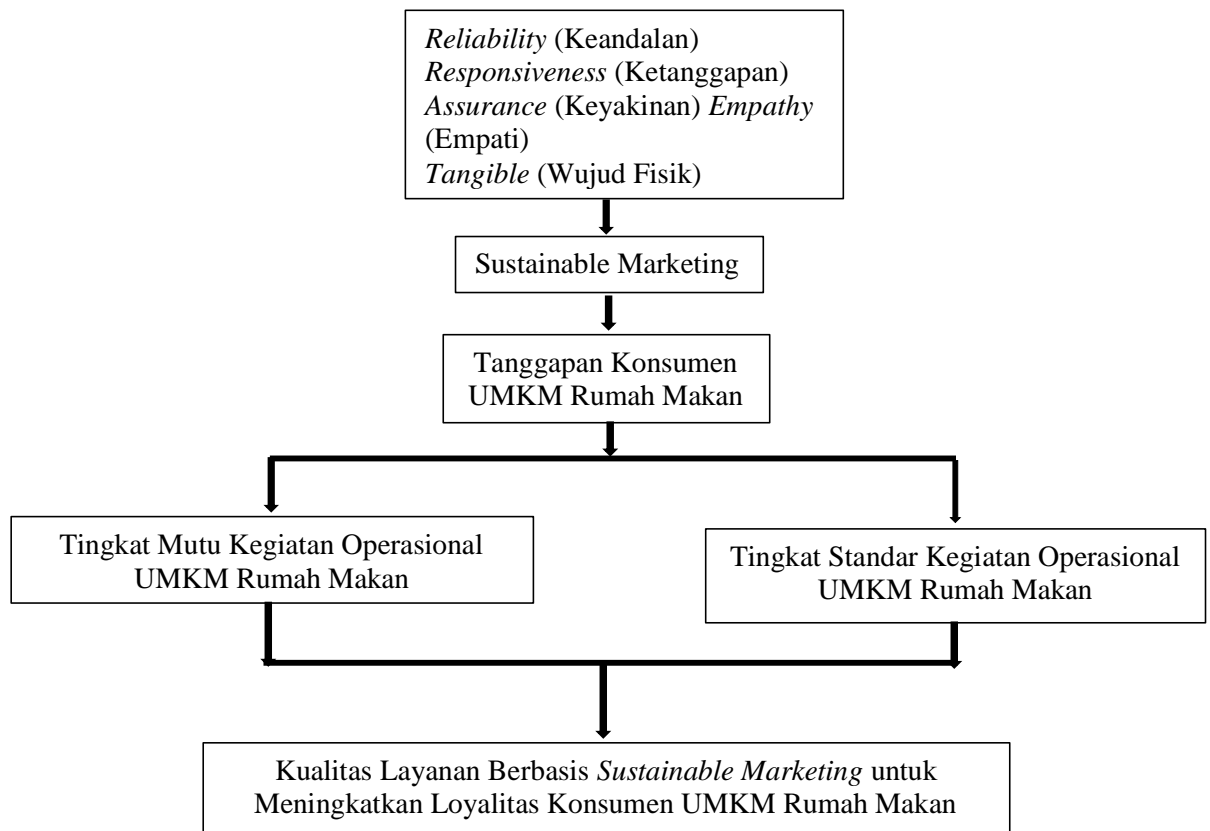 Reliability (Keandalan)
Responsiveness (Ketanggapan)
Assurance (Keyakinan) Empathy
(Empati)
Tangible (Wujud Fisik)
Sustainable Marketing
Tanggapan Konsumen
UMKM Rumah Makan
Tingkat Mutu Kegiatan Operasional
UMKM Rumah Makan
Tingkat Standar Kegiatan Operasional
UMKM Rumah Makan
Kualitas Layanan Berbasis Sustainable Marketing untuk
Meningkatkan Loyalitas Konsumen UMKM Rumah Makan